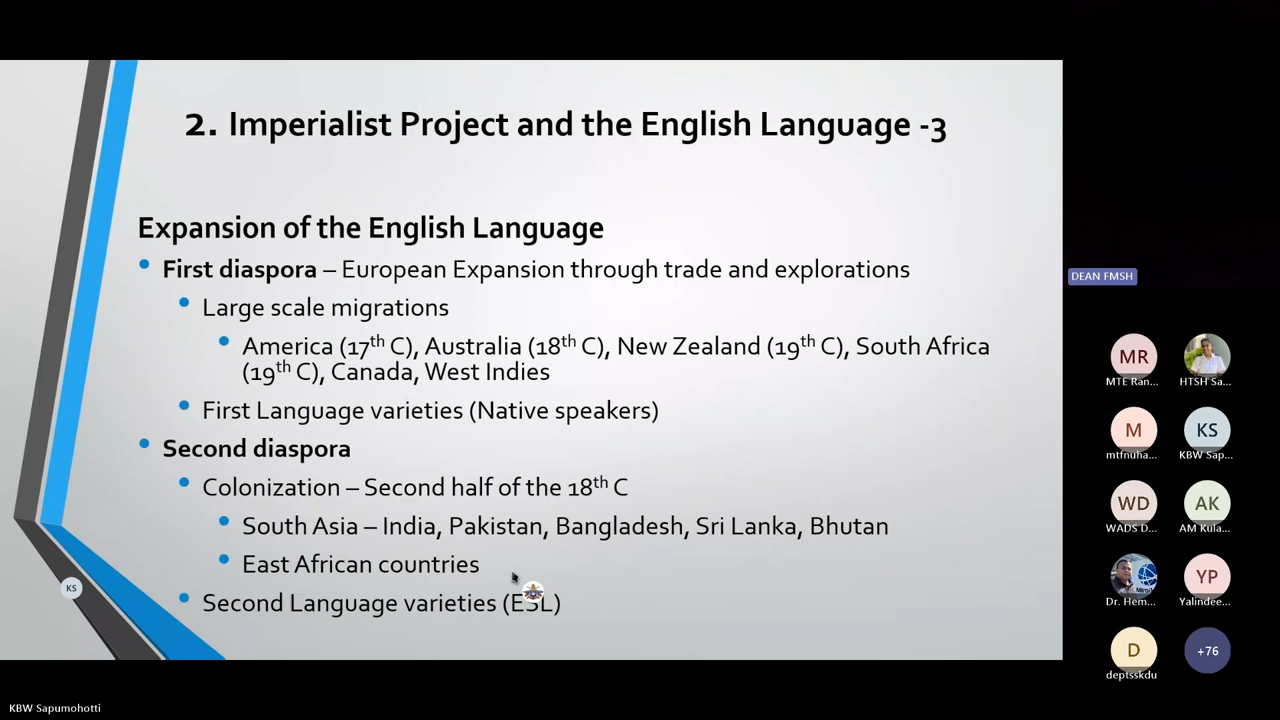 2. Imperialist Project and the English Language -3
Expansion of the English Language
First diaspora – European Expansion through trade and explorations
Large scale migrations
America (17th C), Australia (18th C), New Zealand (19th C), South Africa
(19th C), Canada, West Indies
First Language varieties (Native speakers)
Second diaspora
Colonization – Second half of the 18th C
South Asia – India, Pakistan, Bangladesh, Sri Lanka, Bhutan
East African countries
Second Language varieties (ESL)
KS
KBW Sapumohotti
DEAN FMSH
MR
MTE Ran...
HTSH Sa...
M
mtfnuha...
KS
KBW Sap...
WD
WADS D...
AK
AM Kula...
Dr. Hem...
YP
Yalindee...
D
deptsskdu
+76